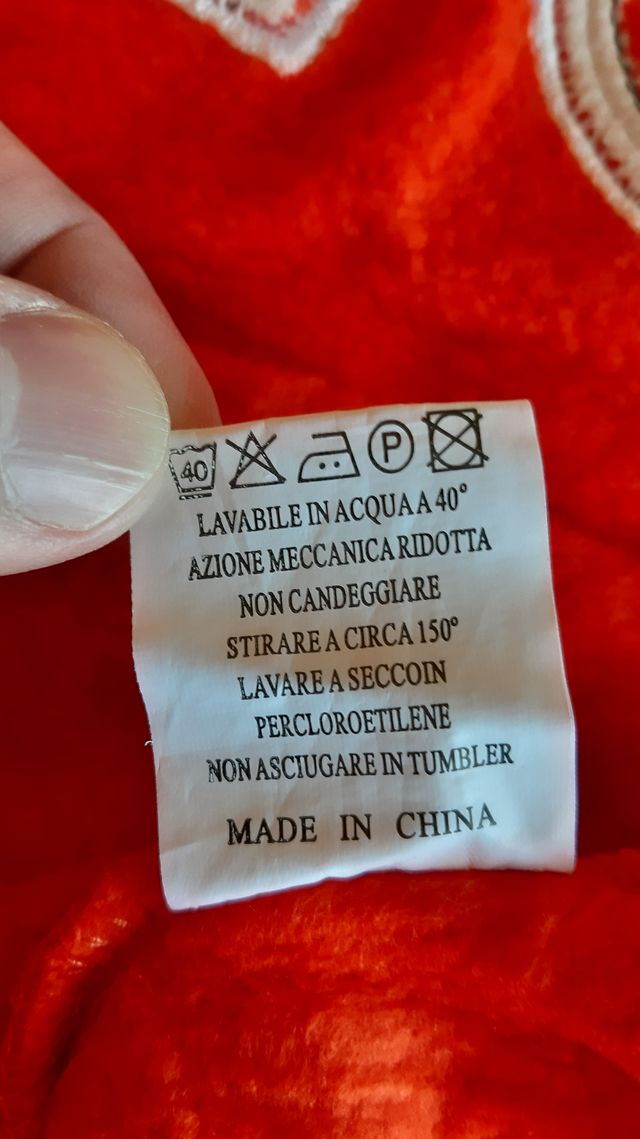 40 P
LAVABILE IN ACQUA A 40°
AZIONE MECCANICA RIDOTTA
NON CANDEGGIARE
STIRARE A CIRCA 150°
LAVARE A SECCOIN
PERCLOROETILENE
NON ASCIUGARE IN TUMBLER
MADE IN CHINA